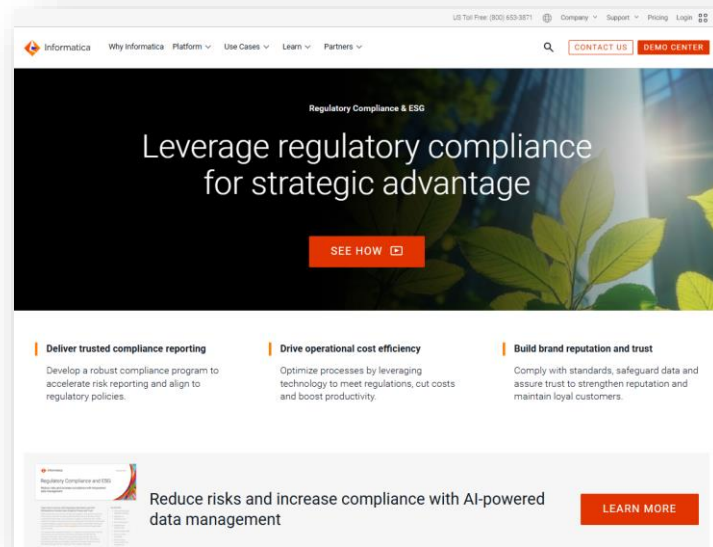 US Toll Free: (800) 653-3871 Company Support Pricing Login
Informatica Why Informatica Platform Use Cases Learn Partners CONTACT US DEMO CENTER
Regulatory Compliance & ESG
Leverage regulatory compliance
for strategic advantage
SEE HOW
Deliver trusted compliance reporting
Develop a robust compliance program to
accelerate risk reporting and align to
regulatory policies.
Drive operational cost efficiency
Optimize processes by leveraging
technology to meet regulations, cut costs
and boost productivity.
Build brand reputation and trust
Comply with standards, safeguard data and
assure trust to strengthen reputation and
maintain loyal customers.
Informatica
Regulatory Compliance and ESG
Reduce risks and increase compliance with AI-powered
data management
LEARN MORE